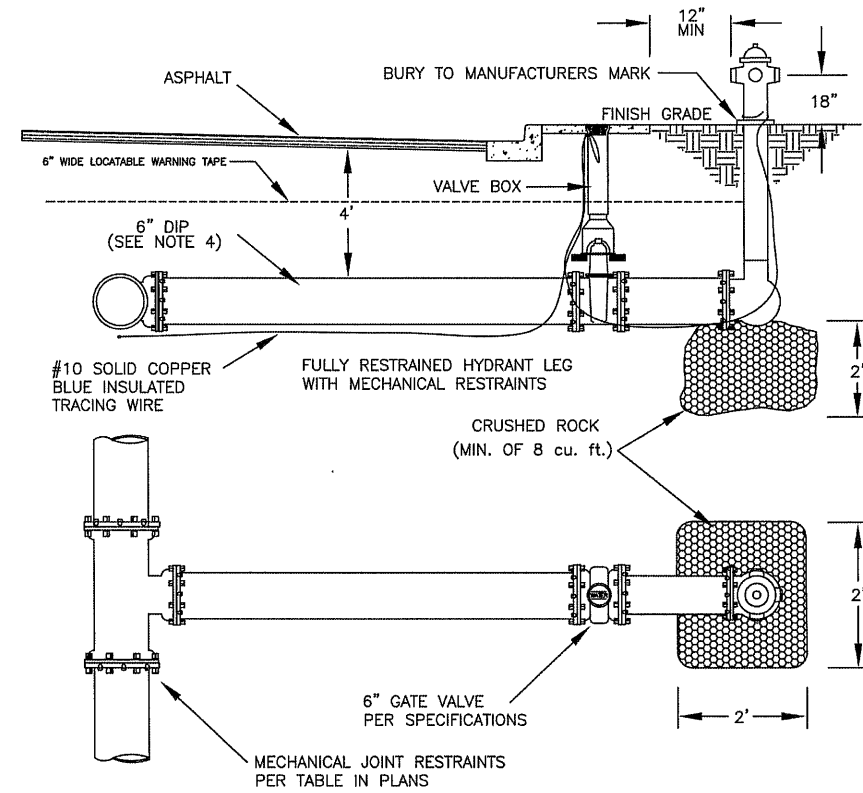 12"
MIN
ASPHALT
BURY TO MANUFACTURERS MARK
18"
FINISH GRADE
6" WIDE LOCATABLE WARNING TAPE
VALVE BOX
4'
6" DIP
(SEE NOTE 4)
#10 SOLID COPPER
BLUE INSULATED
TRACING WIRE
FULLY RESTRAINED HYDRANT LEG
WITH MECHANICAL RESTRAINTS
2'
CRUSHED ROCK
(MIN. OF 8 cu. ft.)
WATER
2'
6" GATE VALVE
PER SPECIFICATIONS
2'
MECHANICAL JOINT RESTRAINTS
PER TABLE IN PLANS